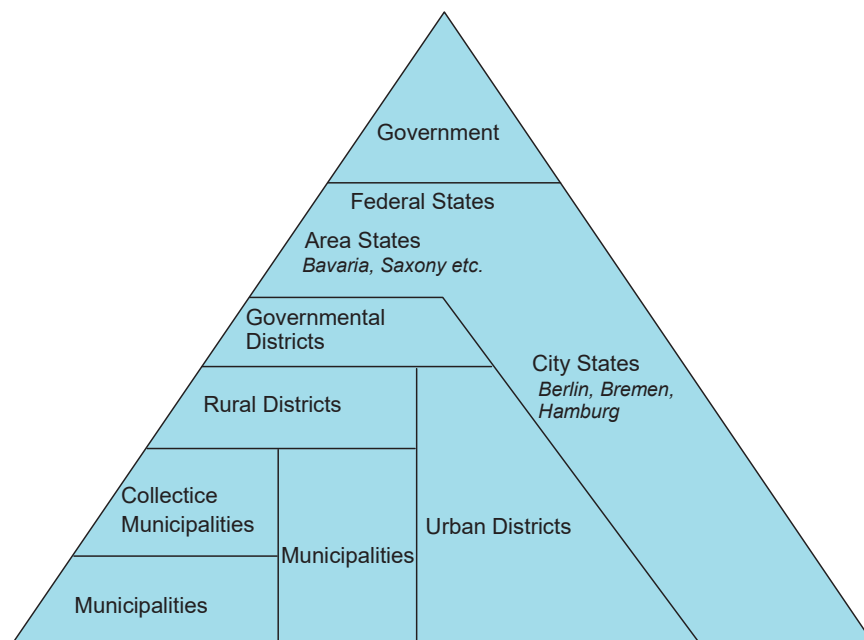 Government
Federal States
Area States
Bavaria, Saxony etc.
Governmental
Districts
City States
Berlin, Bremen,
Hamburg
Rural Districts
Collectice
Municipalities
Urban Districts
Municipalities
Municipalities